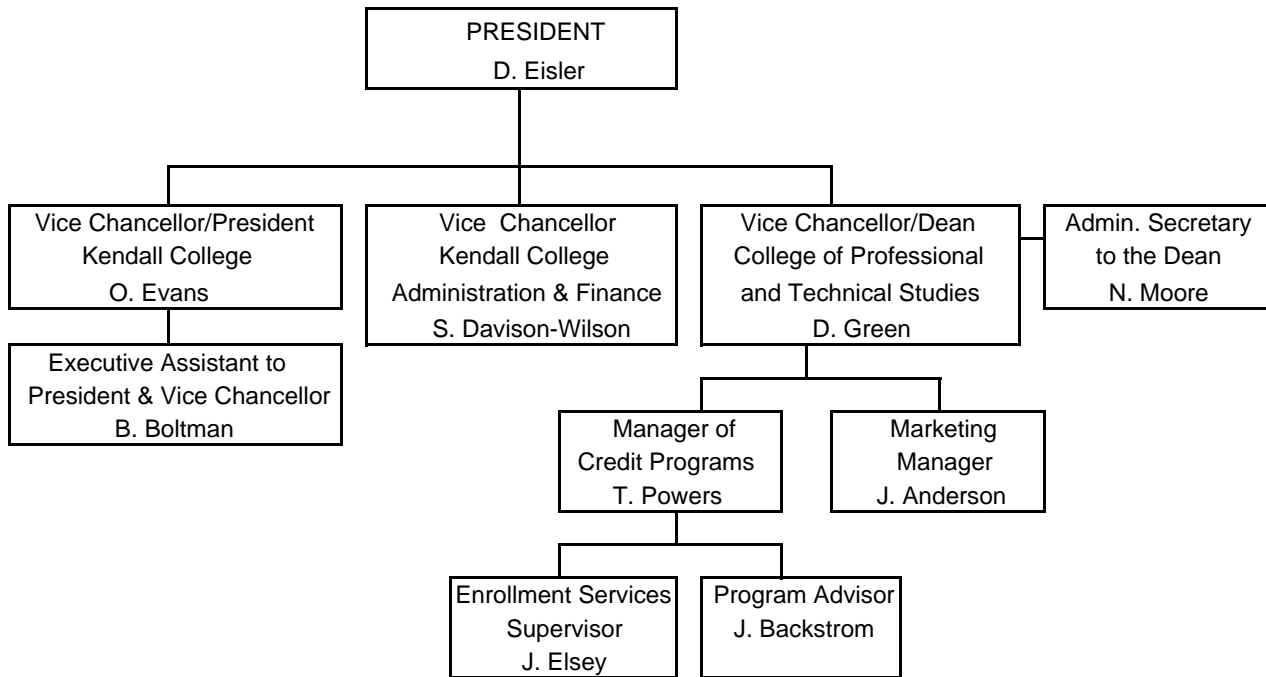 PRESIDENT
D. Eisler
Vice Chancellor/President
Kendall College
O. Evans
Vice Chancellor
Kendall College
Administration & Finance
S. Davison-Wilson
Vice Chancellor/Dean
College of Professional
and Technical Studies
D. Green
Admin. Secretary
to the Dean
N. Moore
Executive Assistant to
President & Vice Chancellor
B. Boltman
Manager of
Credit Programs
T. Powers
Marketing
Manager
J. Anderson
Enrollment Services
Supervisor
J. Elsey
Program Advisor
J. Backstrom